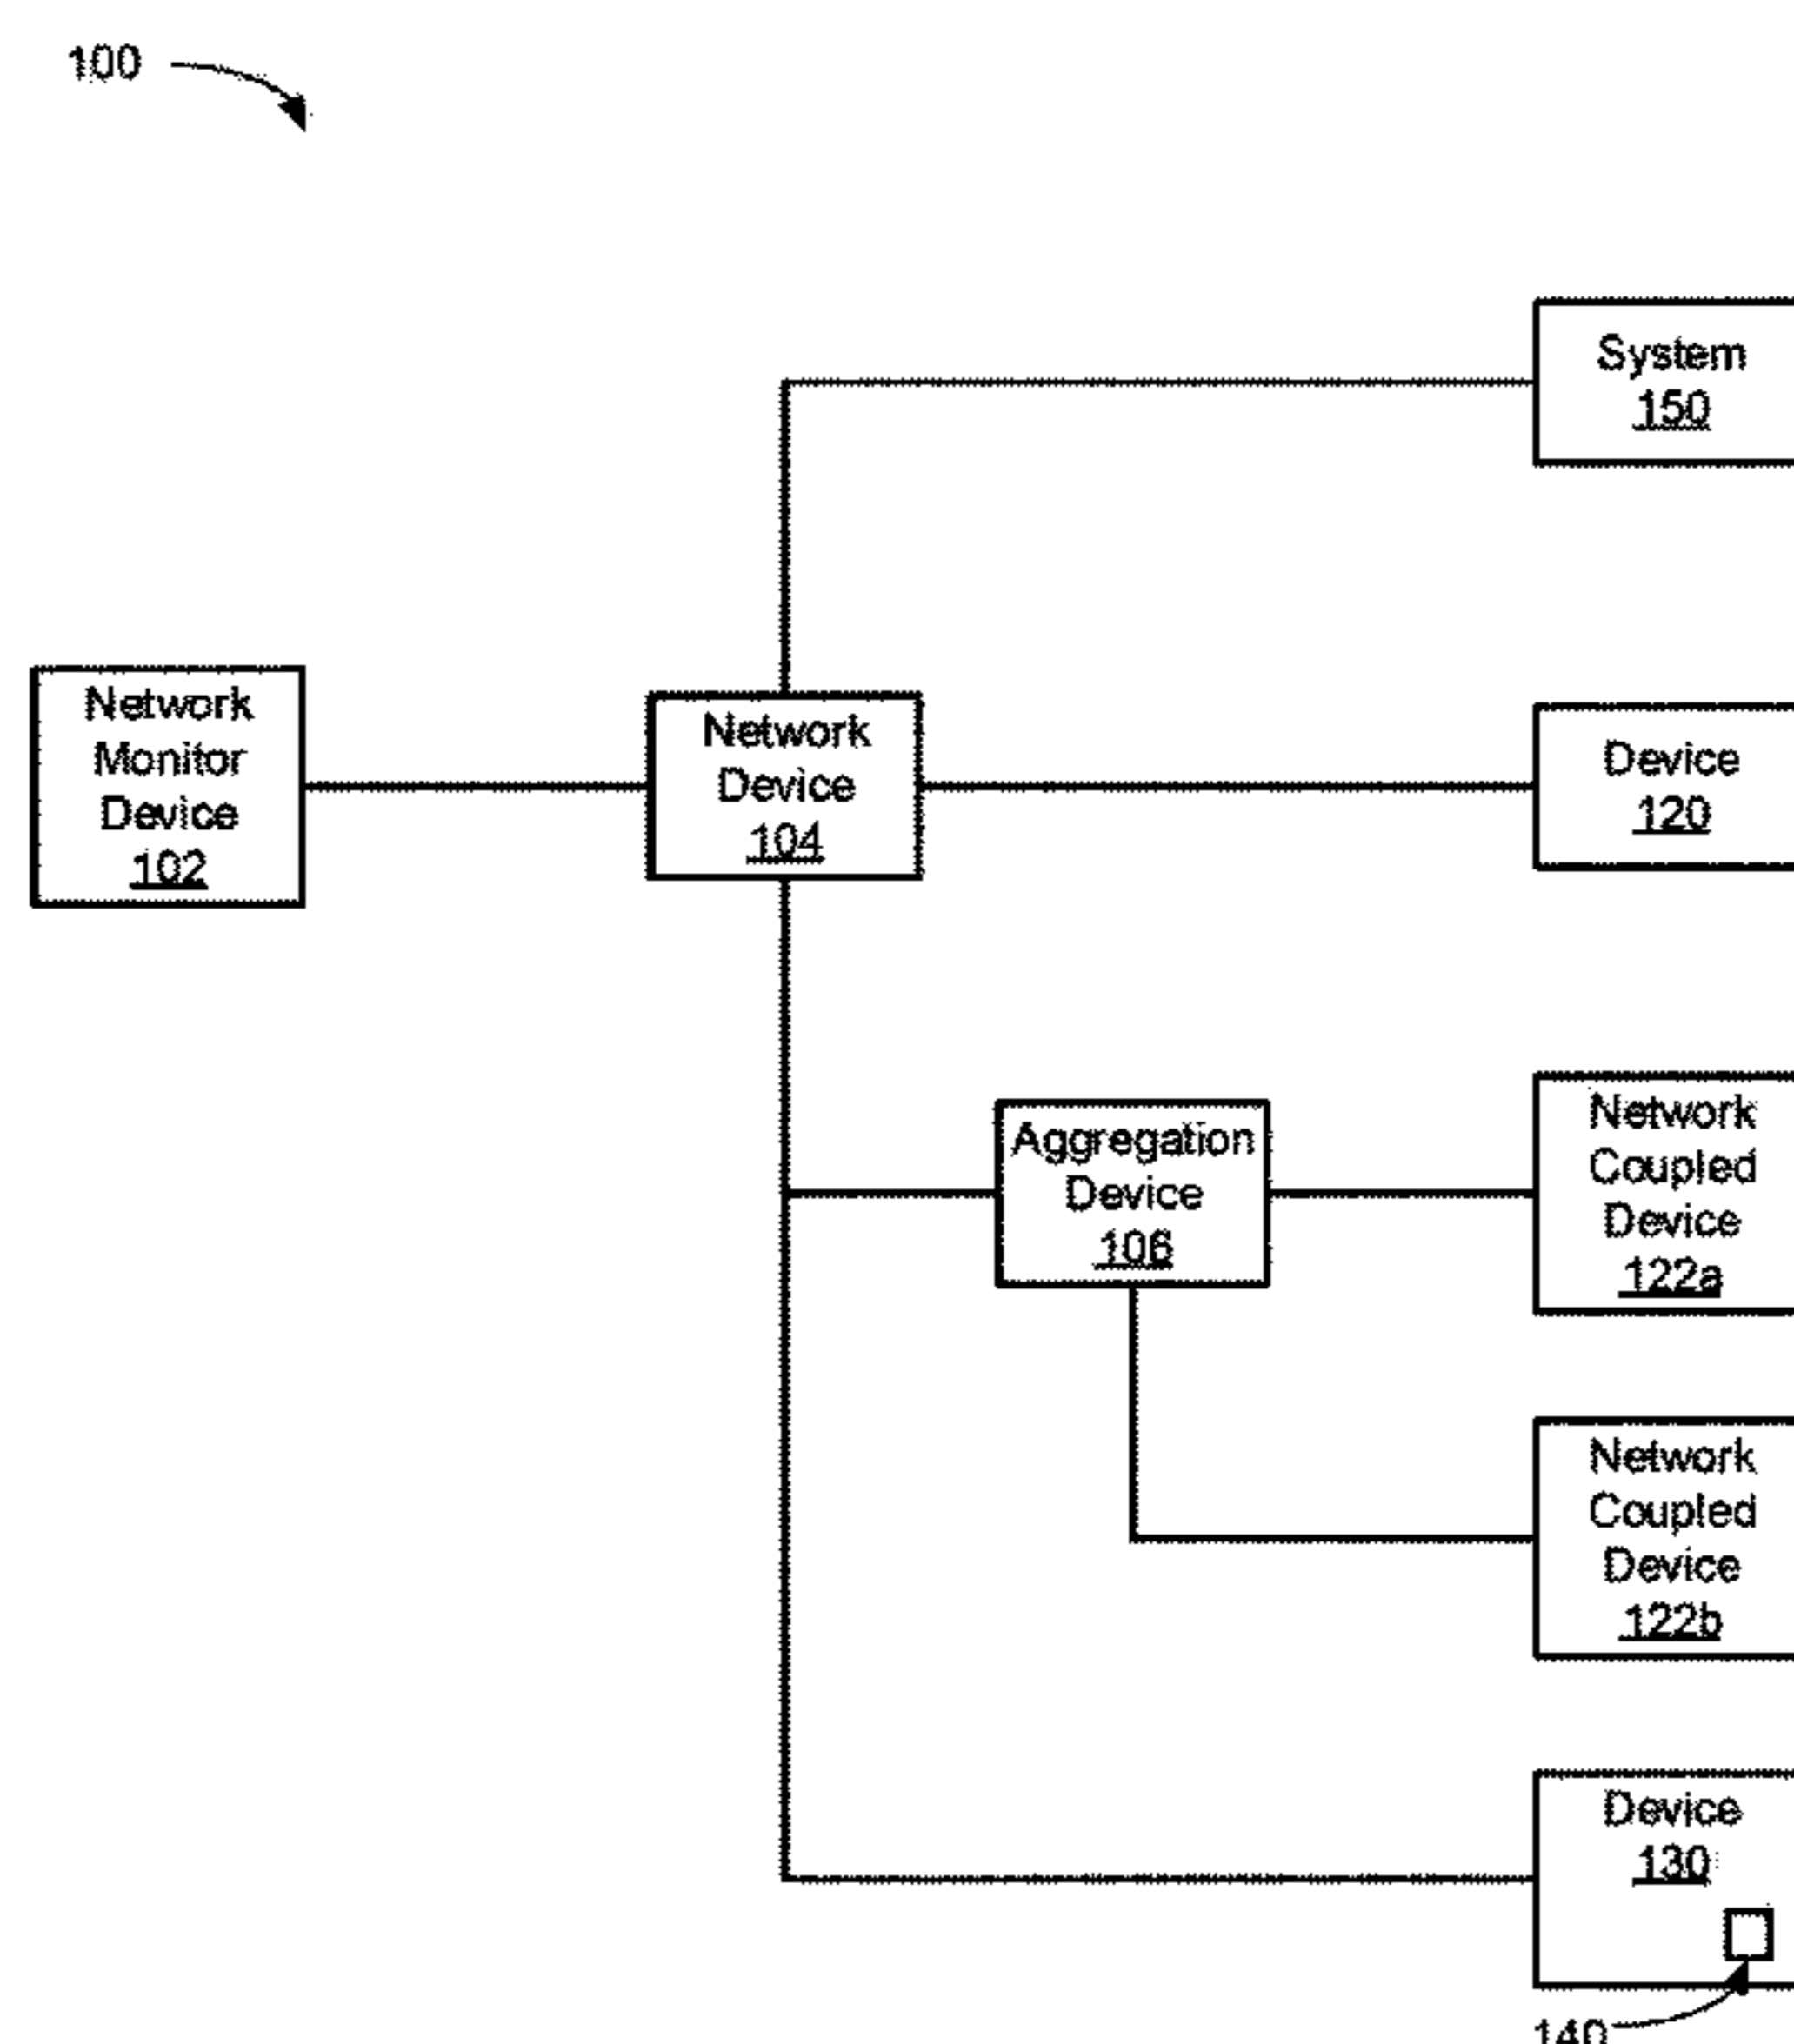 100
System
150
Network
Monitor
Device
102
Network
Device
104
Device
120
Aggregation
Device
106
Network
Coupled
Device
122a
Network
Coupled
Device
122b
Device
130
140